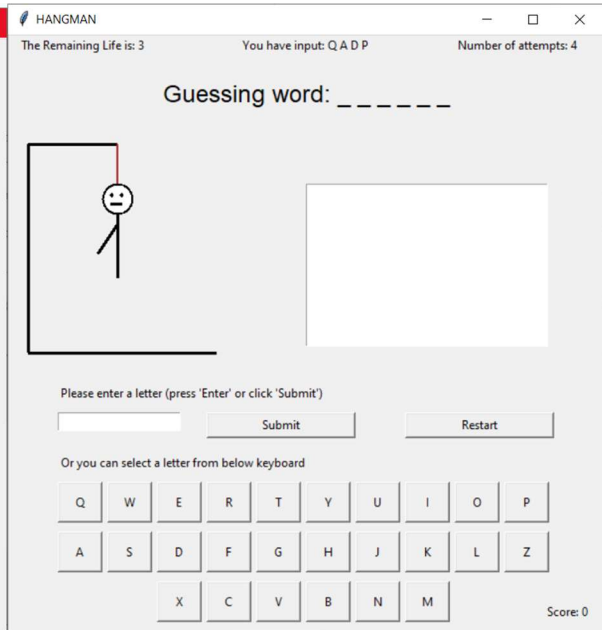 HANGMAN
The Remaining Life is: 3 You have input: Q A D P Number of attempts: 4
Guessing word: _ _ _ _ _ _
Please enter a letter (press 'Enter' or click 'Submit')
Submit Restart
Or you can select a letter from below keyboard
Q W E R T Y U I O P
A S D F G H J K L Z
X C V B N M
Score: 0